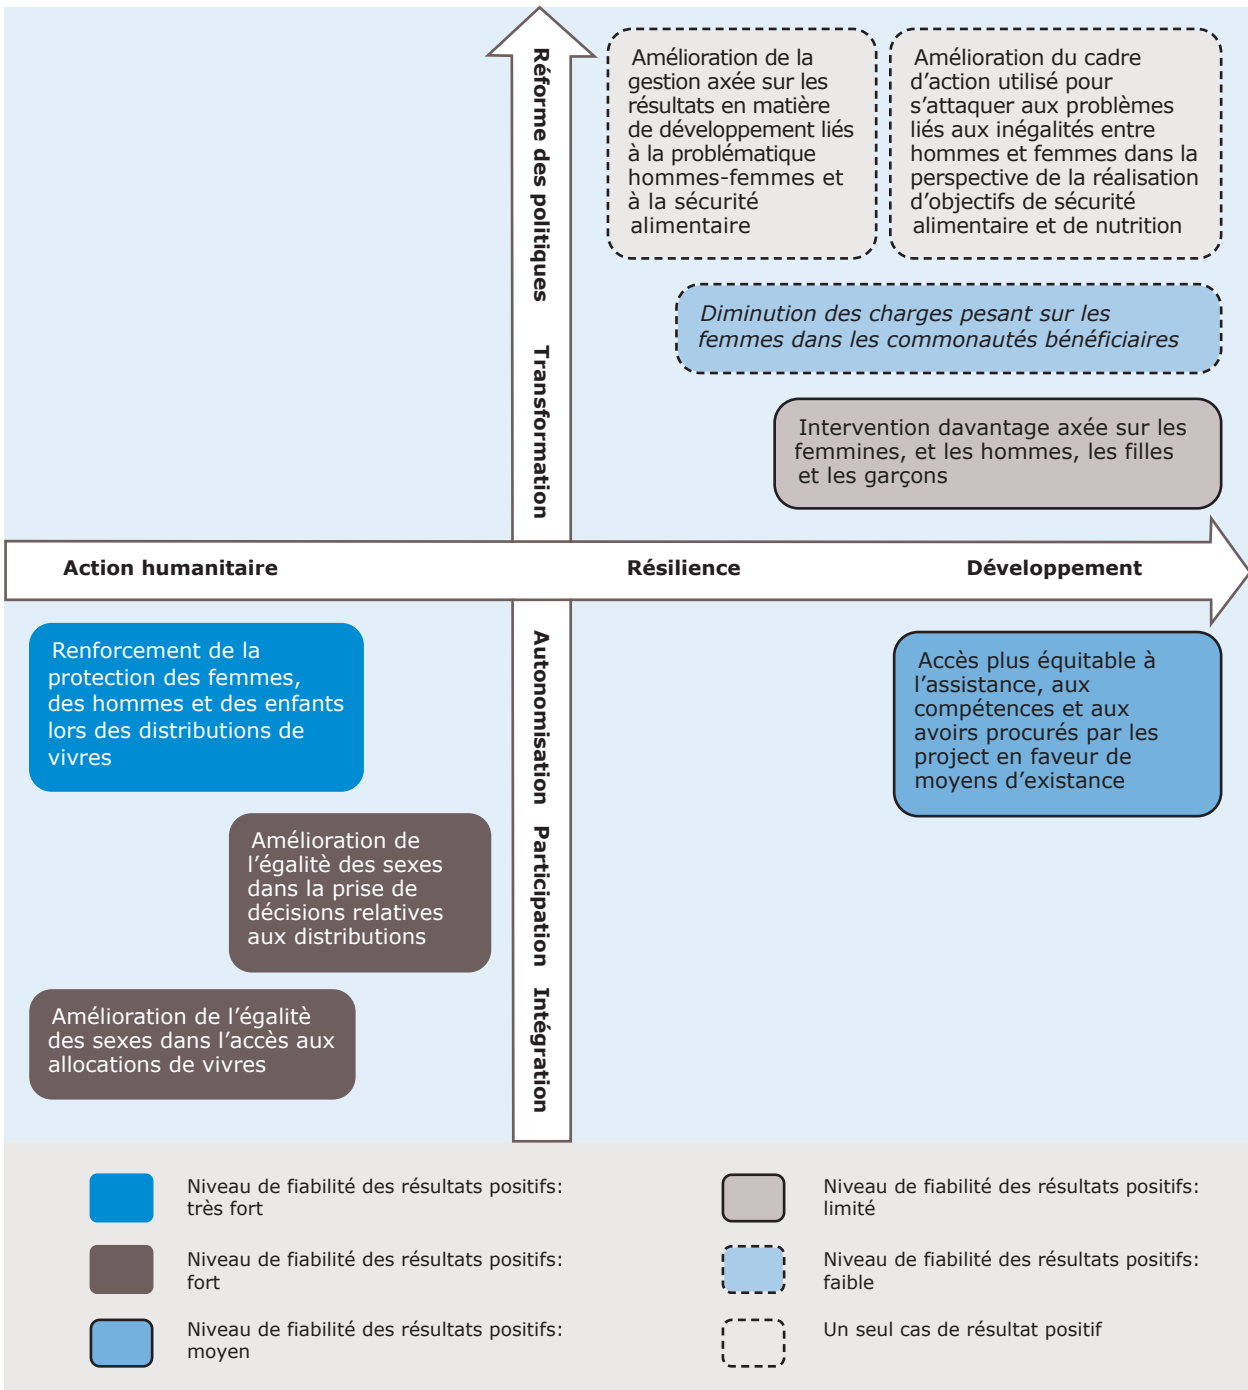 Réforme des politiques
Transformation
Autonomisation
Participation
Intégration
Amélioration de la
gestion axée sur les
résultats en matière
de développement liés
à la problématique
hommes-femmes et
à la sécurité
alimentaire
Amélioration du cadre
d’action utilisé pour
s’attaquer aux problèmes
liés aux inégalités entre
hommes et femmes dans la
perspective de la réalisation
d’objectifs de sécurité
alimentaire et de nutrition
Diminution des charges pesant sur les
femmes dans les commonautés bénéficiaires
Intervention davantage axée sur les
femmines, et les hommes, les filles
et les garçons
Action humanitaire
Résilience
Développement
Renforcement de la
protection des femmes,
des hommes et des enfants
lors des distributions de
vivres
Accès plus équitable à
l’assistance, aux
compétences et aux
avoirs procurés par les
project en faveur de
moyens d’existance
Amélioration de
l’égalitè des sexes
dans la prise de
décisions relatives
aux distributions
Amélioration de l’égalitè
des sexes dans l’accès aux
allocations de vivres
Niveau de fiabilité des résultats positifs:
très fort
Niveau de fiabilité des résultats positifs:
fort
Niveau de fiabilité des résultats positifs:
moyen
Niveau de fiabilité des résultats positifs:
limité
Niveau de fiabilité des résultats positifs:
faible
Un seul cas de résultat positif